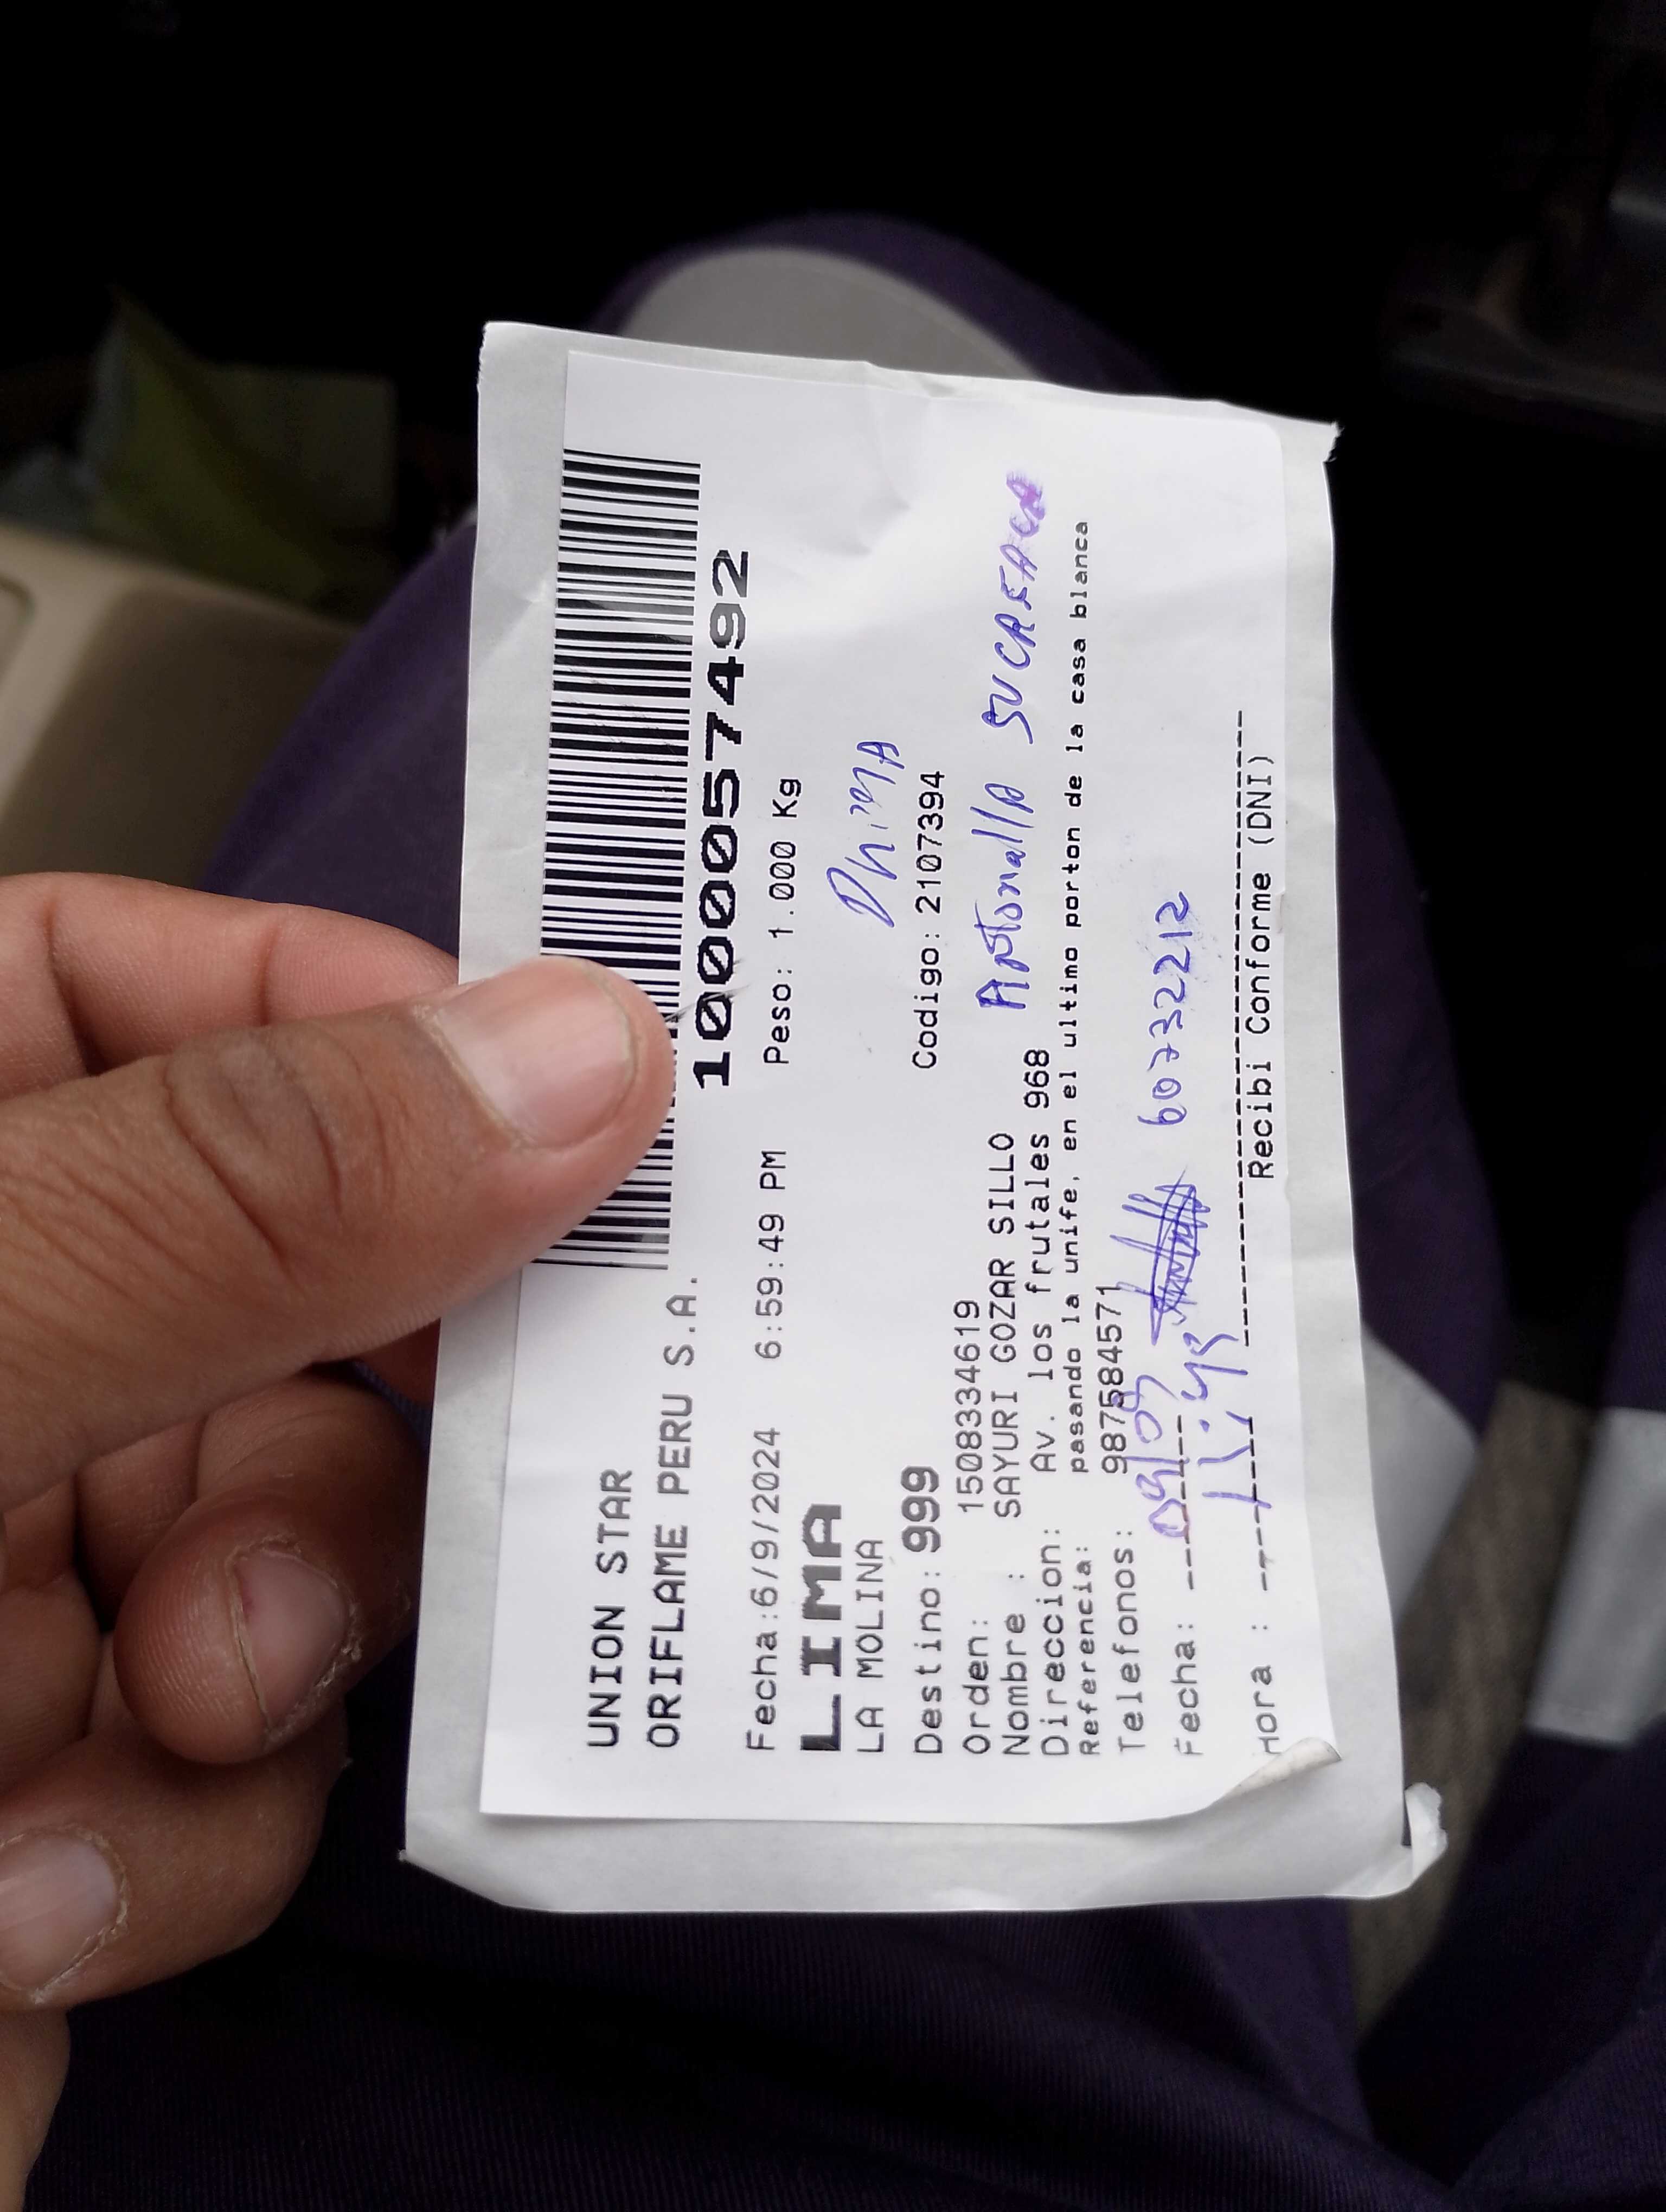 1000057492
UNION STAR
ORIFLAME PERU S.A.
Fecha:6/9/2024 6:59:49 PM Peso: 1.000 Kg
LIMA
LA MOLINA
Destino: 999 Codigo: 2107394
Orden: 1508334619
Nombre : SAYURI GOZAR SILLO
Direccion: Av. los frutales 968
Referencia: pasando la unife, en el ultimo porton de la casa blanca
Telefonos: 987584571
Fecha: 09/09 60732212
Hora :
Recibi Conforme (DNI)